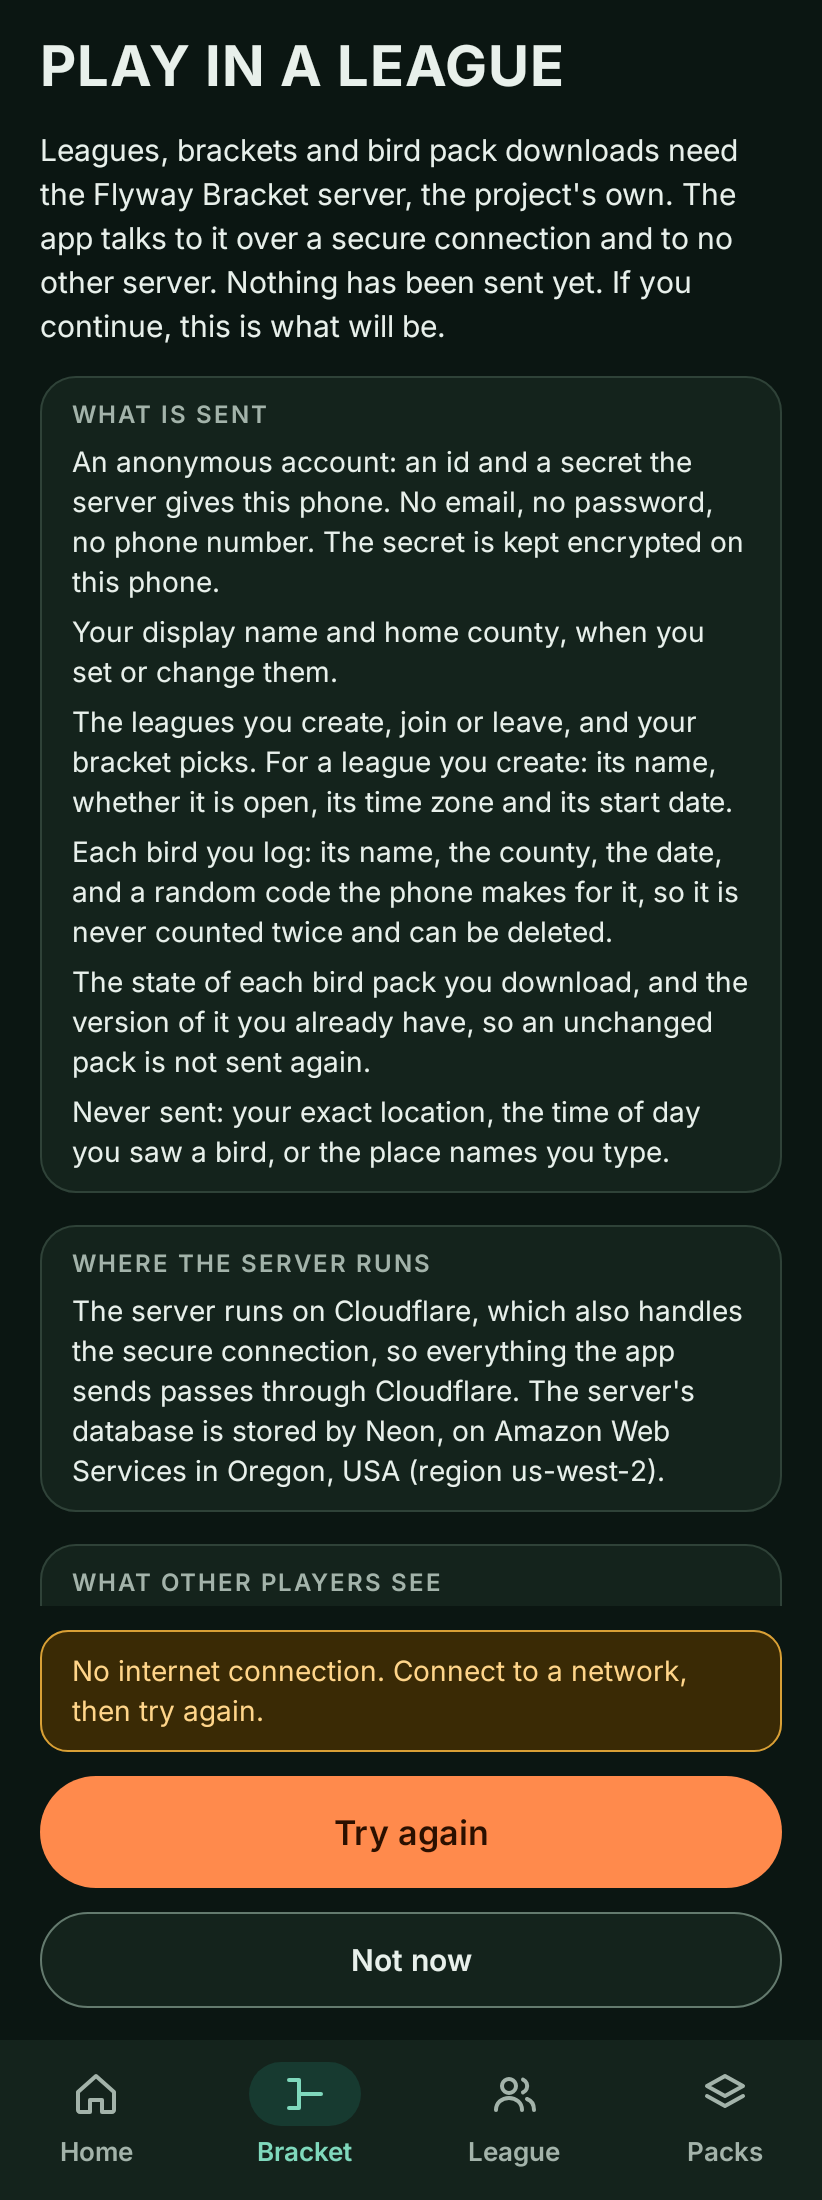 PLAY IN A LEAGUE
Leagues, brackets and bird pack downloads need
the Flyway Bracket server, the project's own. The
app talks to it over a secure connection and to no
other server. Nothing has been sent yet. If you
continue, this is what will be.
WHAT IS SENT
An anonymous account: an id and a secret the
server gives this phone. No email, no password,
no phone number. The secret is kept encrypted on
this phone.
Your display name and home county, when you
set or change them.
The leagues you create, join or leave, and your
bracket picks. For a league you create: its name,
whether it is open, its time zone and its start date.
Each bird you log: its name, the county, the date,
and a random code the phone makes for it, so it is
never counted twice and can be deleted.
The state of each bird pack you download, and the
version of it you already have, so an unchanged
pack is not sent again.
Never sent: your exact location, the time of day
you saw a bird, or the place names you type.
WHERE THE SERVER RUNS
The server runs on Cloudflare, which also handles
the secure connection, so everything the app
sends passes through Cloudflare. The server's
database is stored by Neon, on Amazon Web
Services in Oregon, USA (region us-west-2).
WHAT OTHER PLAYERS SEE
No internet connection. Connect to a network,
then try again.
Try again
Not now
Home
Bracket
League
Packs